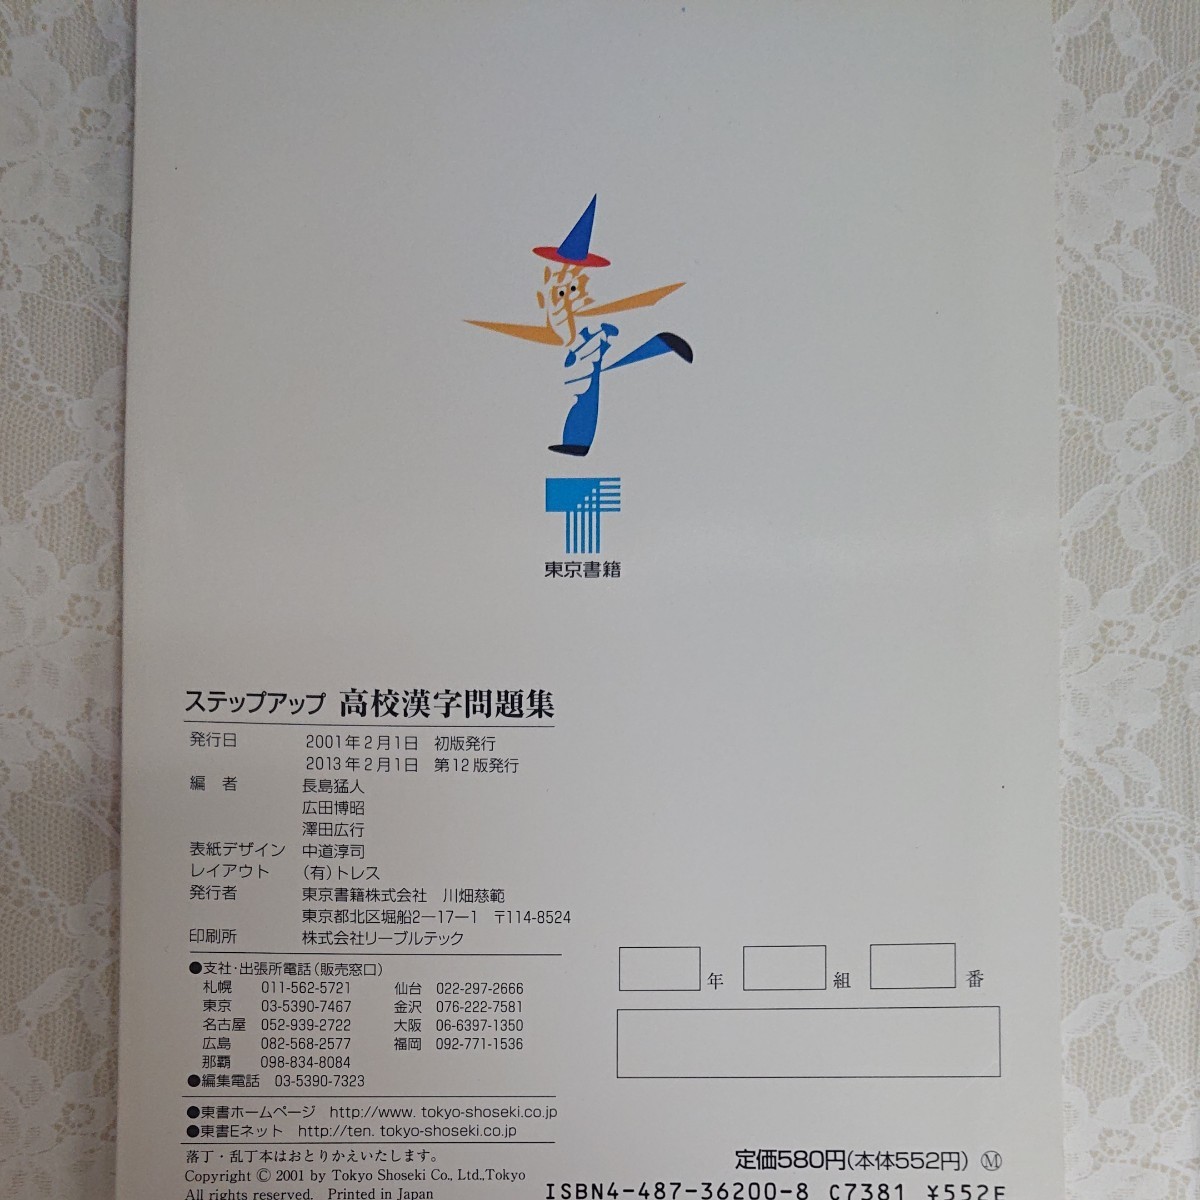 漢字
東京書籍
ステップアップ 高校漢字問題集
発行日 2001年2月1日 初版発行
2013年2月1日 第12版発行
編 者 長島猛人
広田博昭
澤田広行
表紙デザイン 中道淳司
レイアウト (有)トレス
発行者 東京書籍株式会社 川畑慈範
東京都北区堀船2－17－1 〒114-8524
印刷所 株式会社リーブルテック
●支社・出張所電話(販売窓口)
札幌 011-562-5721 仙台 022-297-2666
東京 03-5390-7467 金沢 076-222-7581
名古屋 052-939-2722 大阪 06-6397-1350
広島 082-568-2577 福岡 092-771-1536
那覇 098-834-8084
●編集電話 03-5390-7323
●東書ホームページ http://www. tokyo-shoseki.co.jp
●東書Eネット http://ten. tokyo-shoseki.co.jp
落丁・乱丁本はおとりかえいたします。
Copyright © 2001 by Tokyo Shoseki Co., Ltd.,Tokyo
All rights reserved. Printed in Japan
年 組 番
定価580円(本体552円) Ⓜ
ISBN4-487-36200-8 C7381 ¥552E